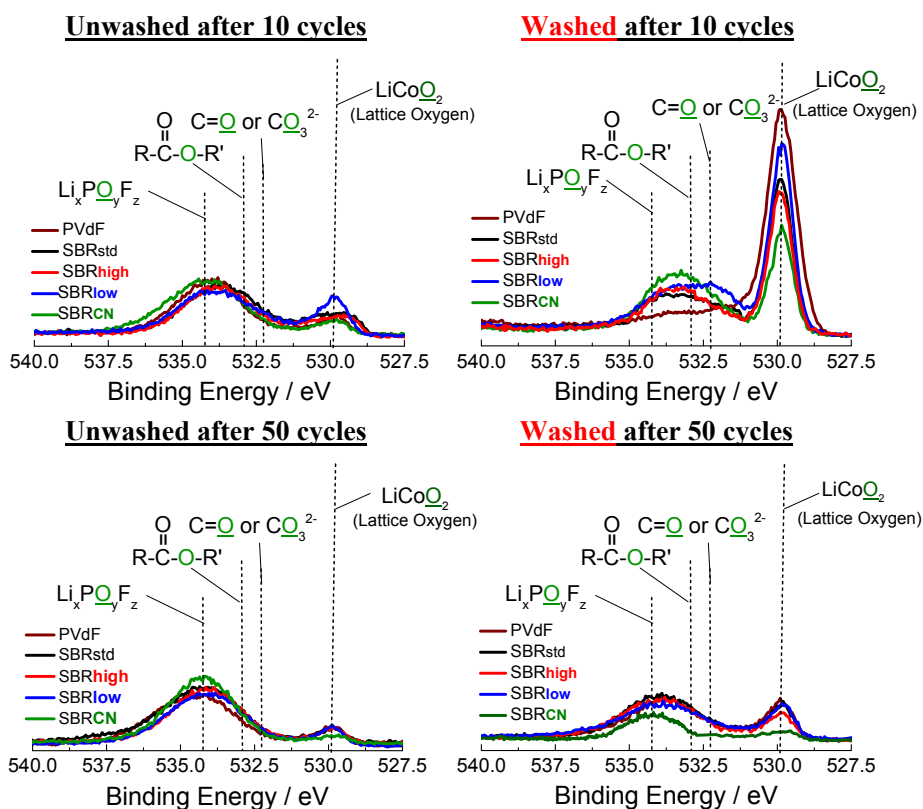 Unwashed after 10 cycles
LiCoO2
(Lattice Oxygen)
C=O or CO3 2-
O
R-C-O-R'
LixPOyFz
PVdF
SBRstd
SBRhigh
SBRlow
SBRCN
540.0 537.5 535.0 532.5 530.0 527.5
Binding Energy / eV
Washed after 10 cycles
LiCoO2
(Lattice Oxygen)
C=O or CO3 2-
O
R-C-O-R'
LixPOyFz
PVdF
SBRstd
SBRhigh
SBRlow
SBRCN
540.0 537.5 535.0 532.5 530.0 527.5
Binding Energy / eV
Unwashed after 50 cycles
LiCoO2
(Lattice Oxygen)
C=O or CO3 2-
O
R-C-O-R'
LixPOyFz
PVdF
SBRstd
SBRhigh
SBRlow
SBRCN
540.0 537.5 535.0 532.5 530.0 527.5
Binding Energy / eV
Washed after 50 cycles
LiCoO2
(Lattice Oxygen)
C=O or CO3 2-
O
R-C-O-R'
LixPOyFz
PVdF
SBRstd
SBRhigh
SBRlow
SBRCN
540.0 537.5 535.0 532.5 530.0 527.5
Binding Energy / eV